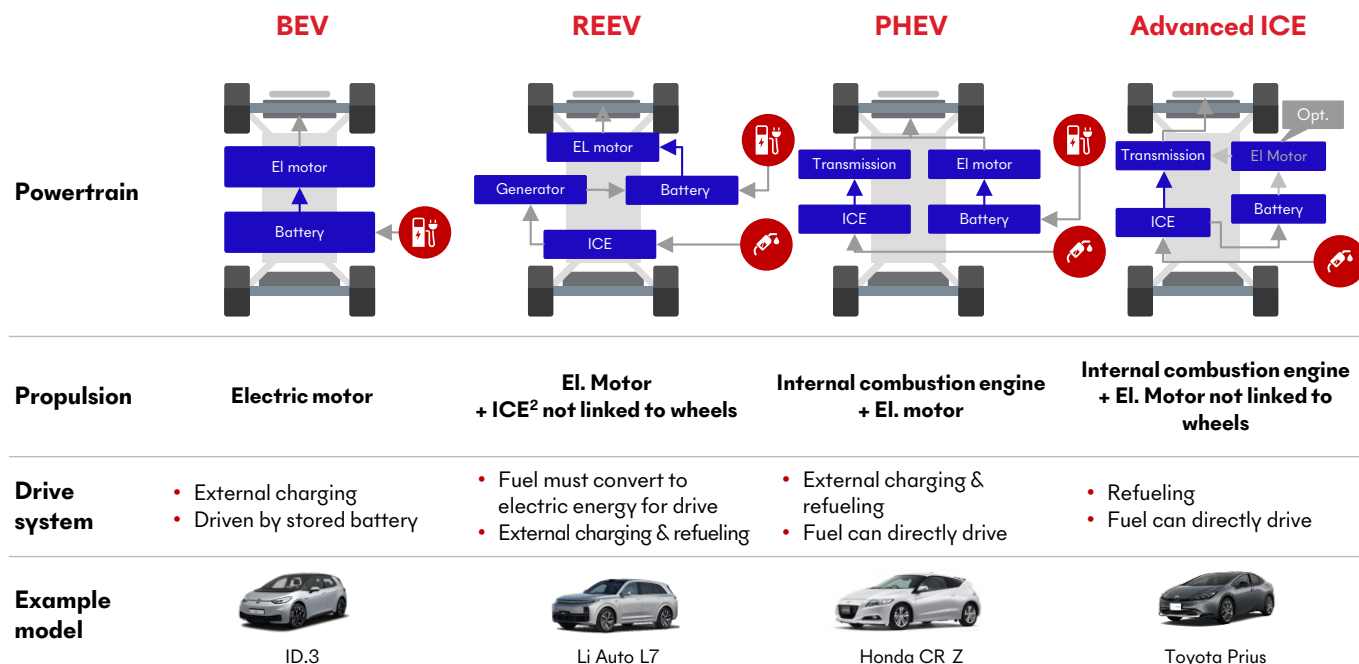 BEV
REEV
PHEV
Advanced ICE
Powertrain
El motor
Battery
EL motor
Generator
Battery
ICE
Transmission
El motor
ICE
Battery
Opt.
Transmission
El Motor
ICE
Battery
Propulsion
Electric motor
El. Motor
+ ICE² not linked to wheels
Internal combustion engine
+ El. motor
Internal combustion engine
+ El. Motor not linked to
wheels
Drive
system
• External charging
• Driven by stored battery
• Fuel must convert to
electric energy for drive
• External charging & refueling
• External charging &
refueling
• Fuel can directly drive
• Refueling
• Fuel can directly drive
Example
model
ID.3
Li Auto L7
Honda CR Z
Toyota Prius